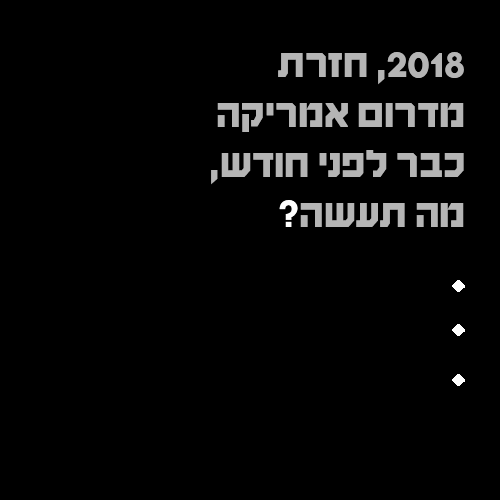 2018, חזרת
מדרום אמריקה
כבר לפני חודש,
מה תעשה?